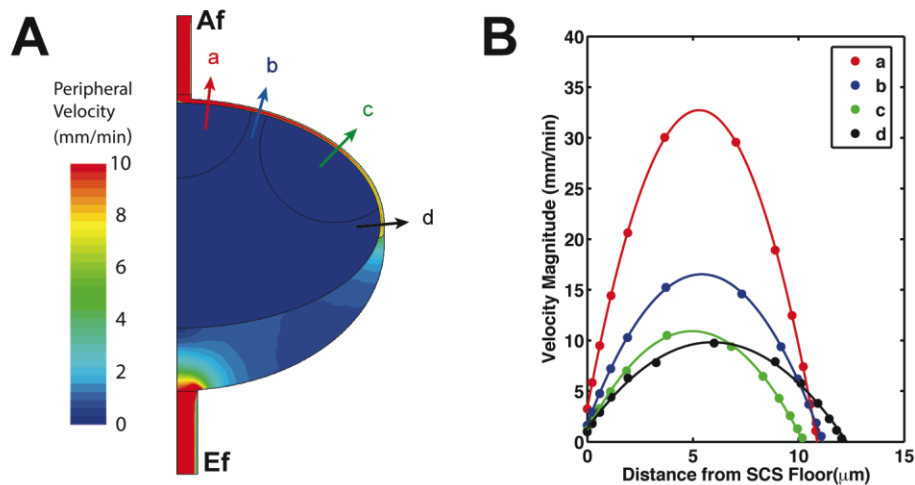 A
Af
a
b
c
d
Peripheral
Velocity
(mm/min)
10
8
6
4
2
0
Ef
B
Velocity Magnitude (mm/min)
40
35
30
25
20
15
10
5
0
0 5 10 15
Distance from SCS Floor(μm)
a
b
c
d